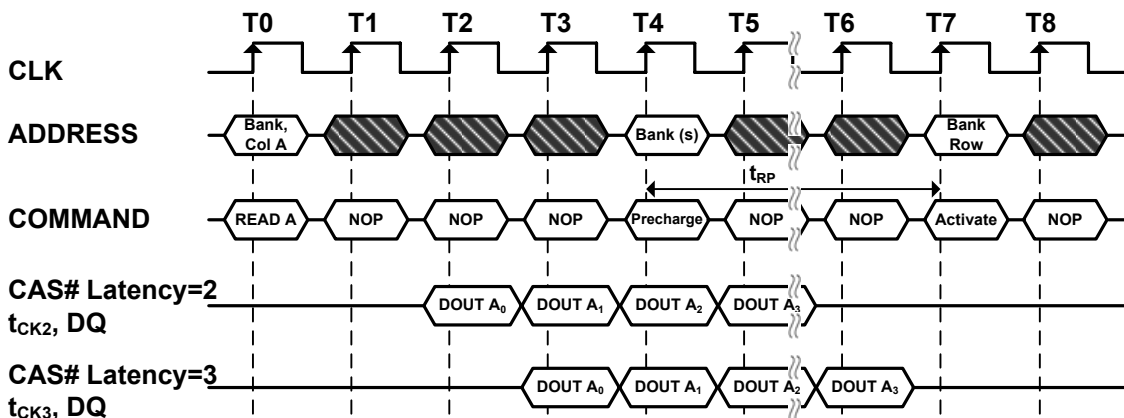 T0 T1 T2 T3 T4 T5 T6 T7 T8
CLK
ADDRESS
Bank,
Col A
Bank (s)
Bank
Row
tRP
COMMAND
READ A NOP NOP NOP Precharge NOP NOP Activate NOP
CAS# Latency=2
tCK2, DQ
DOUT A0 DOUT A1 DOUT A2 DOUT A3
CAS# Latency=3
tCK3, DQ
DOUT A0 DOUT A1 DOUT A2 DOUT A3